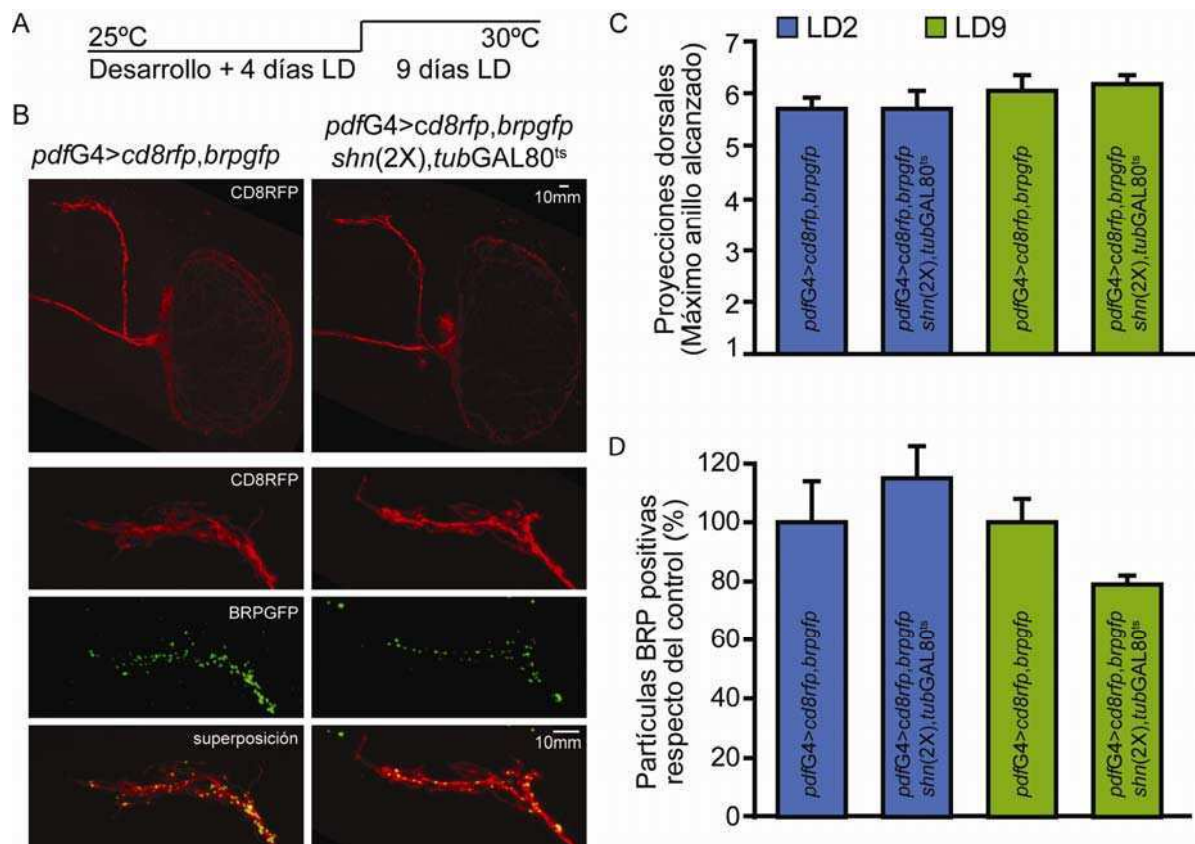 A
25ºC
30ºC
Desarrollo + 4 días LD
9 días LD
B
pdfG4>cd8rfp,brpgfp
pdfG4>cd8rfp,brpgfp
shn(2X),tubGAL80ts
CD8RFP
10mm
CD8RFP
BRPGFP
superposición
10mm
C
LD2
LD9
Proyecciones dorsales
(Máximo anillo alcanzado)
7
6
5
4
3
2
1
pdfG4>cd8rfp,brpgfp
pdfG4>cd8rfp,brpgfp
shn(2X),tubGAL80ts
pdfG4>cd8rfp,brpgfp
pdfG4>cd8rfp,brpgfp
shn(2X),tubGAL80ts
D
Partículas BRP positivas
respecto del control (%)
120
100
80
60
40
20
0
pdfG4>cd8rfp,brpgfp
pdfG4>cd8rfp,brpgfp
shn(2X),tubGAL80ts
pdfG4>cd8rfp,brpgfp
pdfG4>cd8rfp,brpgfp
shn(2X),tubGAL80ts